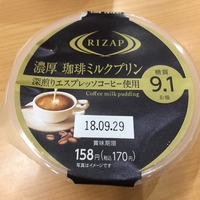 RIZAP
濃厚 珈琲ミルクプリン
深煎りエスプレッソコーヒー使用
Coffee milk pudding
糖質
9.1
18.09.29
賞味期限
158円(税込170円)
写真はイメージです